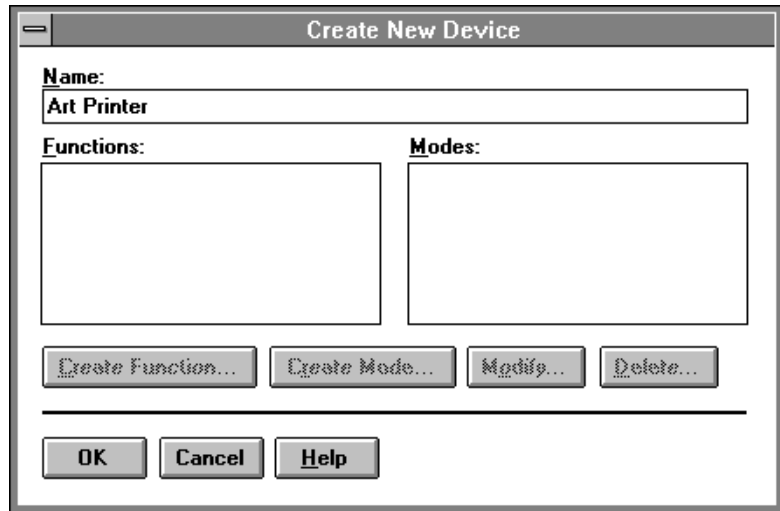 Create New Device
Name:
Art Printer
Functions:
Modes:
Create Function...
Create Mode...
Modify...
Delete...
OK
Cancel
Help